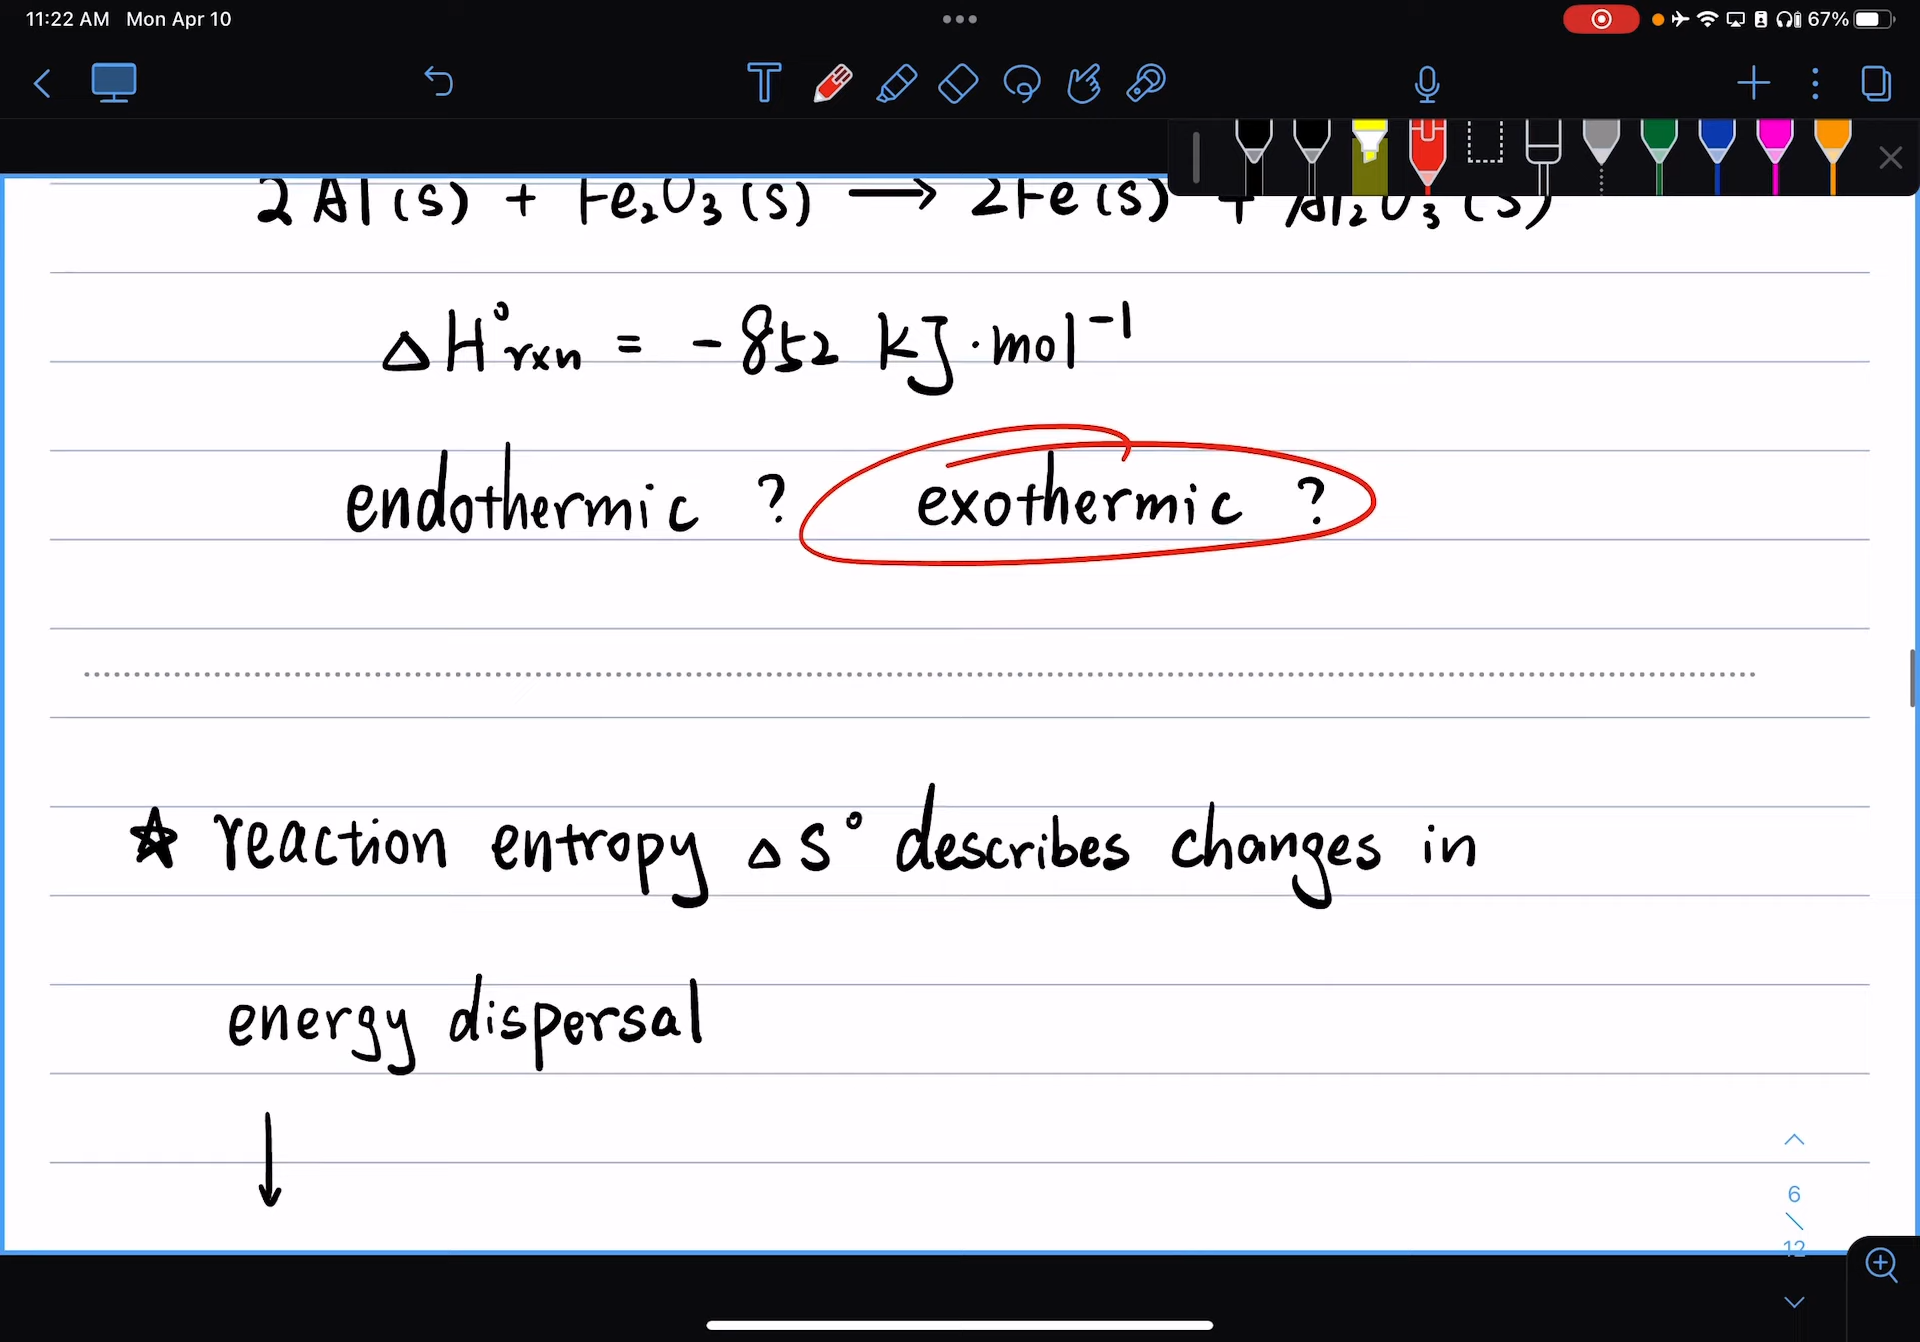 11:22 AM Mon Apr 10
67%
2 Al (s) + Fe₂O₃ (s) → 2Fe (s) + Al₂O₃ (s)
ΔH°rxn = -852 kJ·mol⁻¹
endothermic ? exothermic ?
☆ reaction entropy ΔS° describes changes in
energy dispersal
↓
6
12